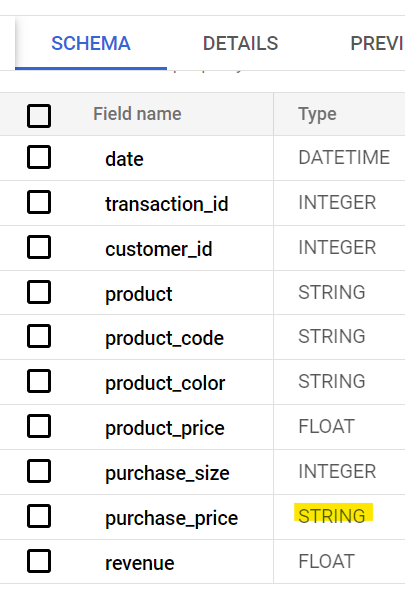 SCHEMA DETAILS PREVI
Field name Type
date DATETIME
transaction_id INTEGER
customer_id INTEGER
product STRING
product_code STRING
product_color STRING
product_price FLOAT
purchase_size INTEGER
purchase_price STRING
revenue FLOAT